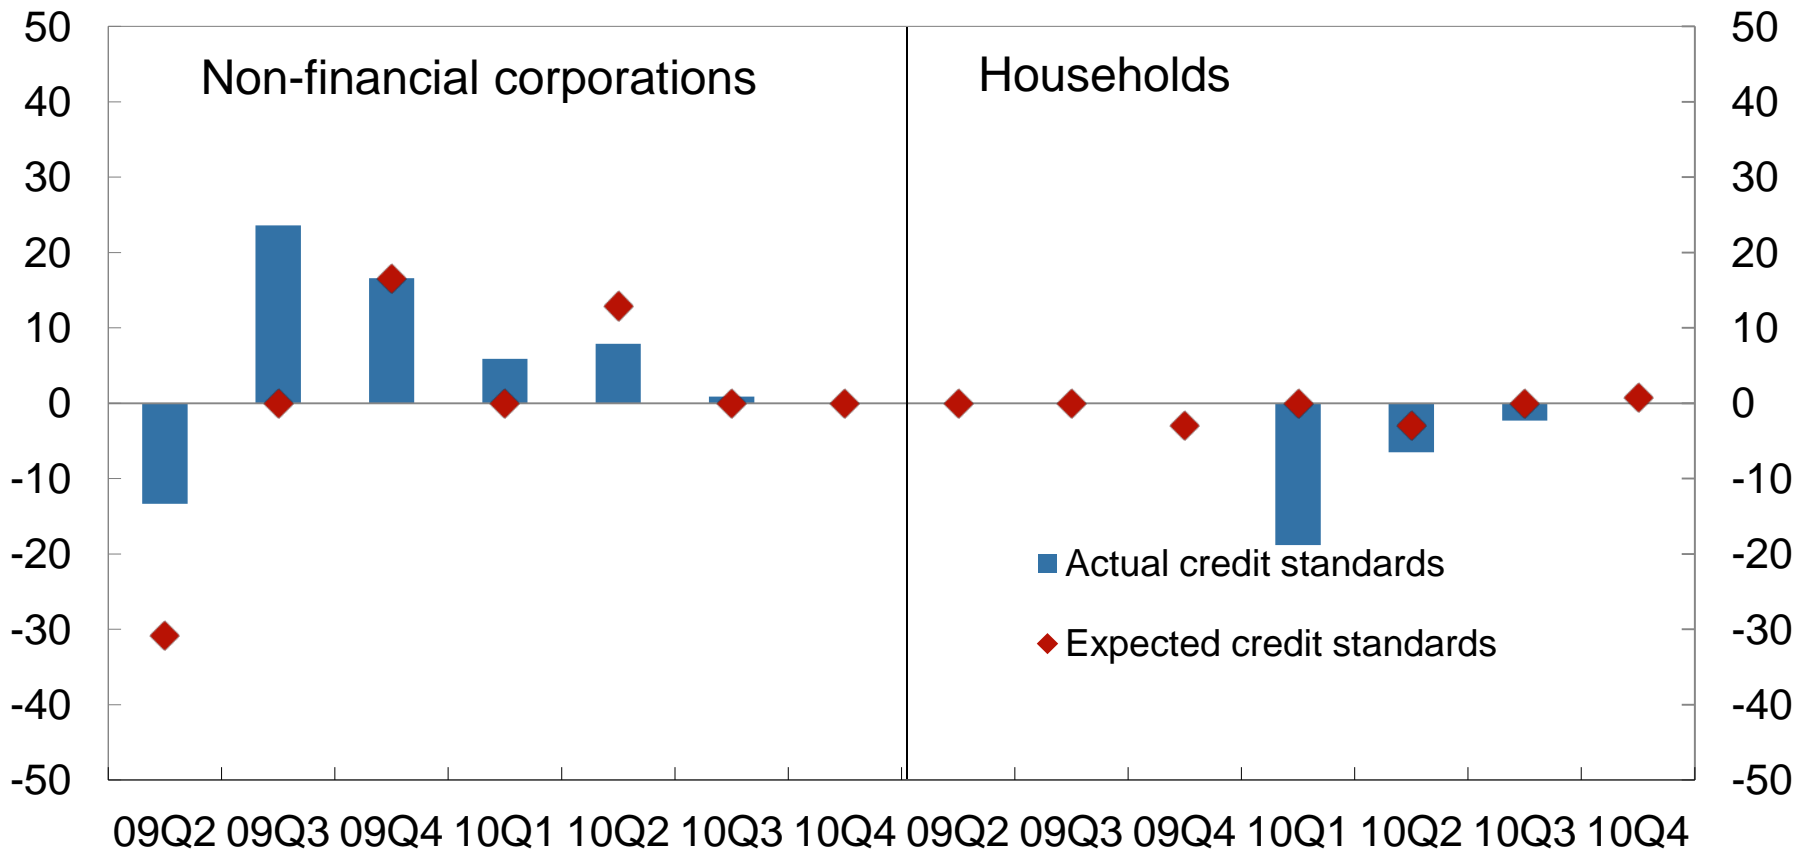 50 50
Non-financial corporations Households
40 40
30 30
20 20
10 10
0 0
-10 -10
-20 -20
Actual credit standards
-30 -30
Expected credit standards
-40 -40
-50 -50
09Q2 09Q3 09Q4 10Q1 10Q2 10Q3 10Q4 09Q2 09Q3 09Q4 10Q1 10Q2 10Q3 10Q4